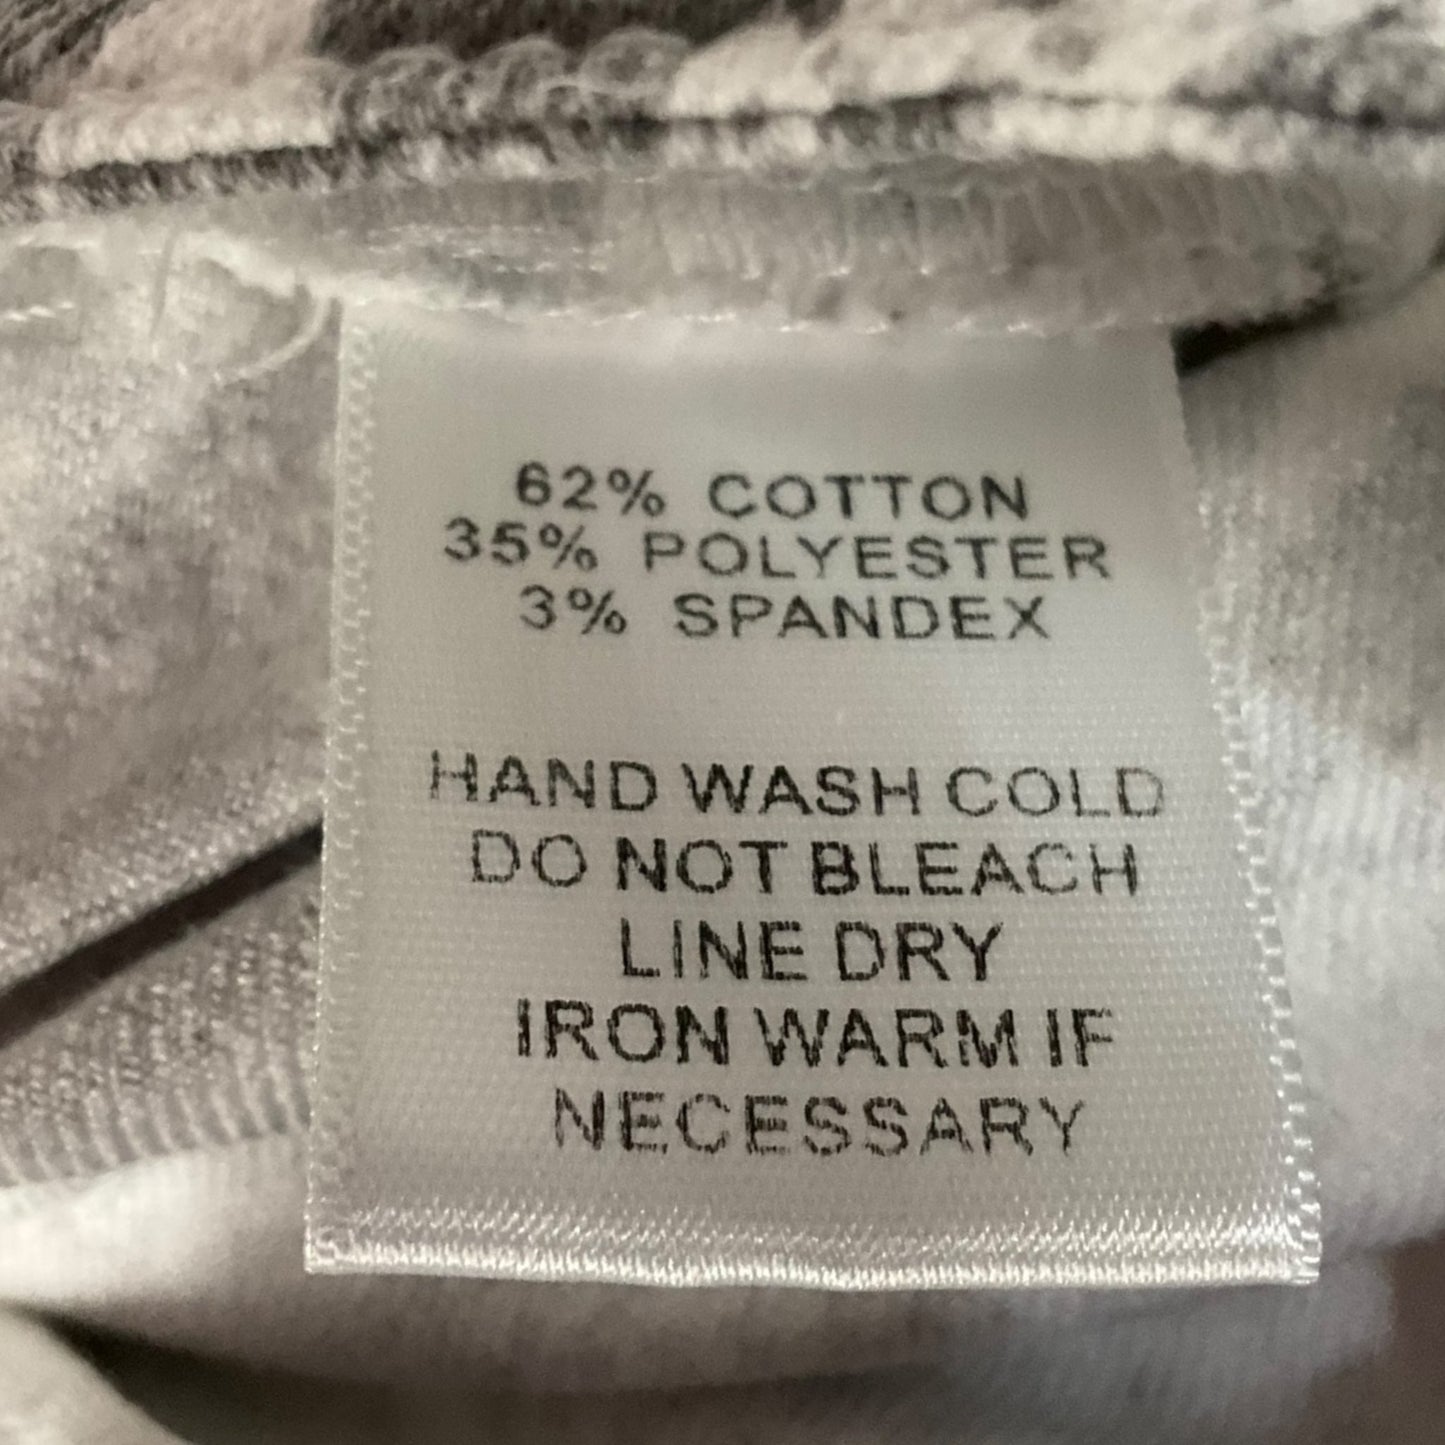 62% COTTON
35% POLYESTER
3% SPANDEX
HAND WASH COLD
DO NOT BLEACH
LINE DRY
IRON WARM IF
NECESSARY